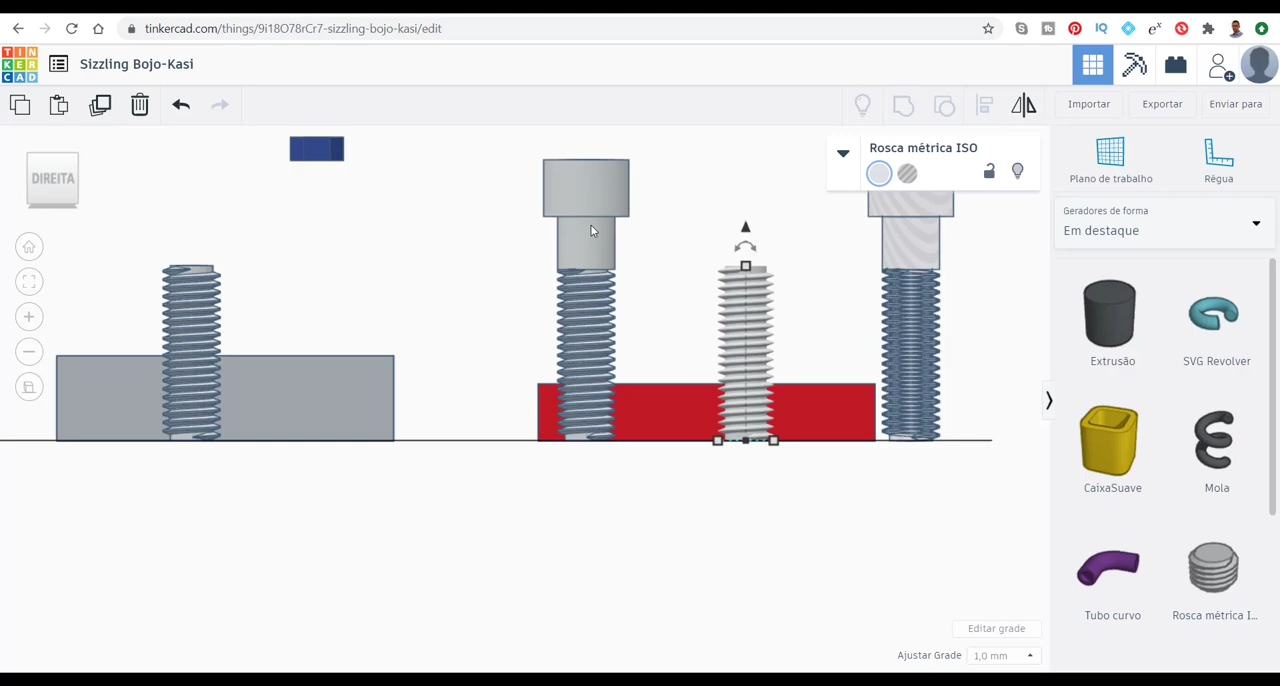 tinkercad.com/things/9i18O78rCr7-sizzling-bojo-kasi/edit
IQ
eˣ
TIN
KER
CAD
Sizzling Bojo-Kasi
Importar
Exportar
Enviar para
DIREITA
Rosca métrica ISO
Plano de trabalho
Régua
Geradores de forma
Em destaque
Extrusão
SVG Revolver
CaixaSuave
Mola
Tubo curvo
Rosca métrica I...
Editar grade
Ajustar Grade
1,0 mm